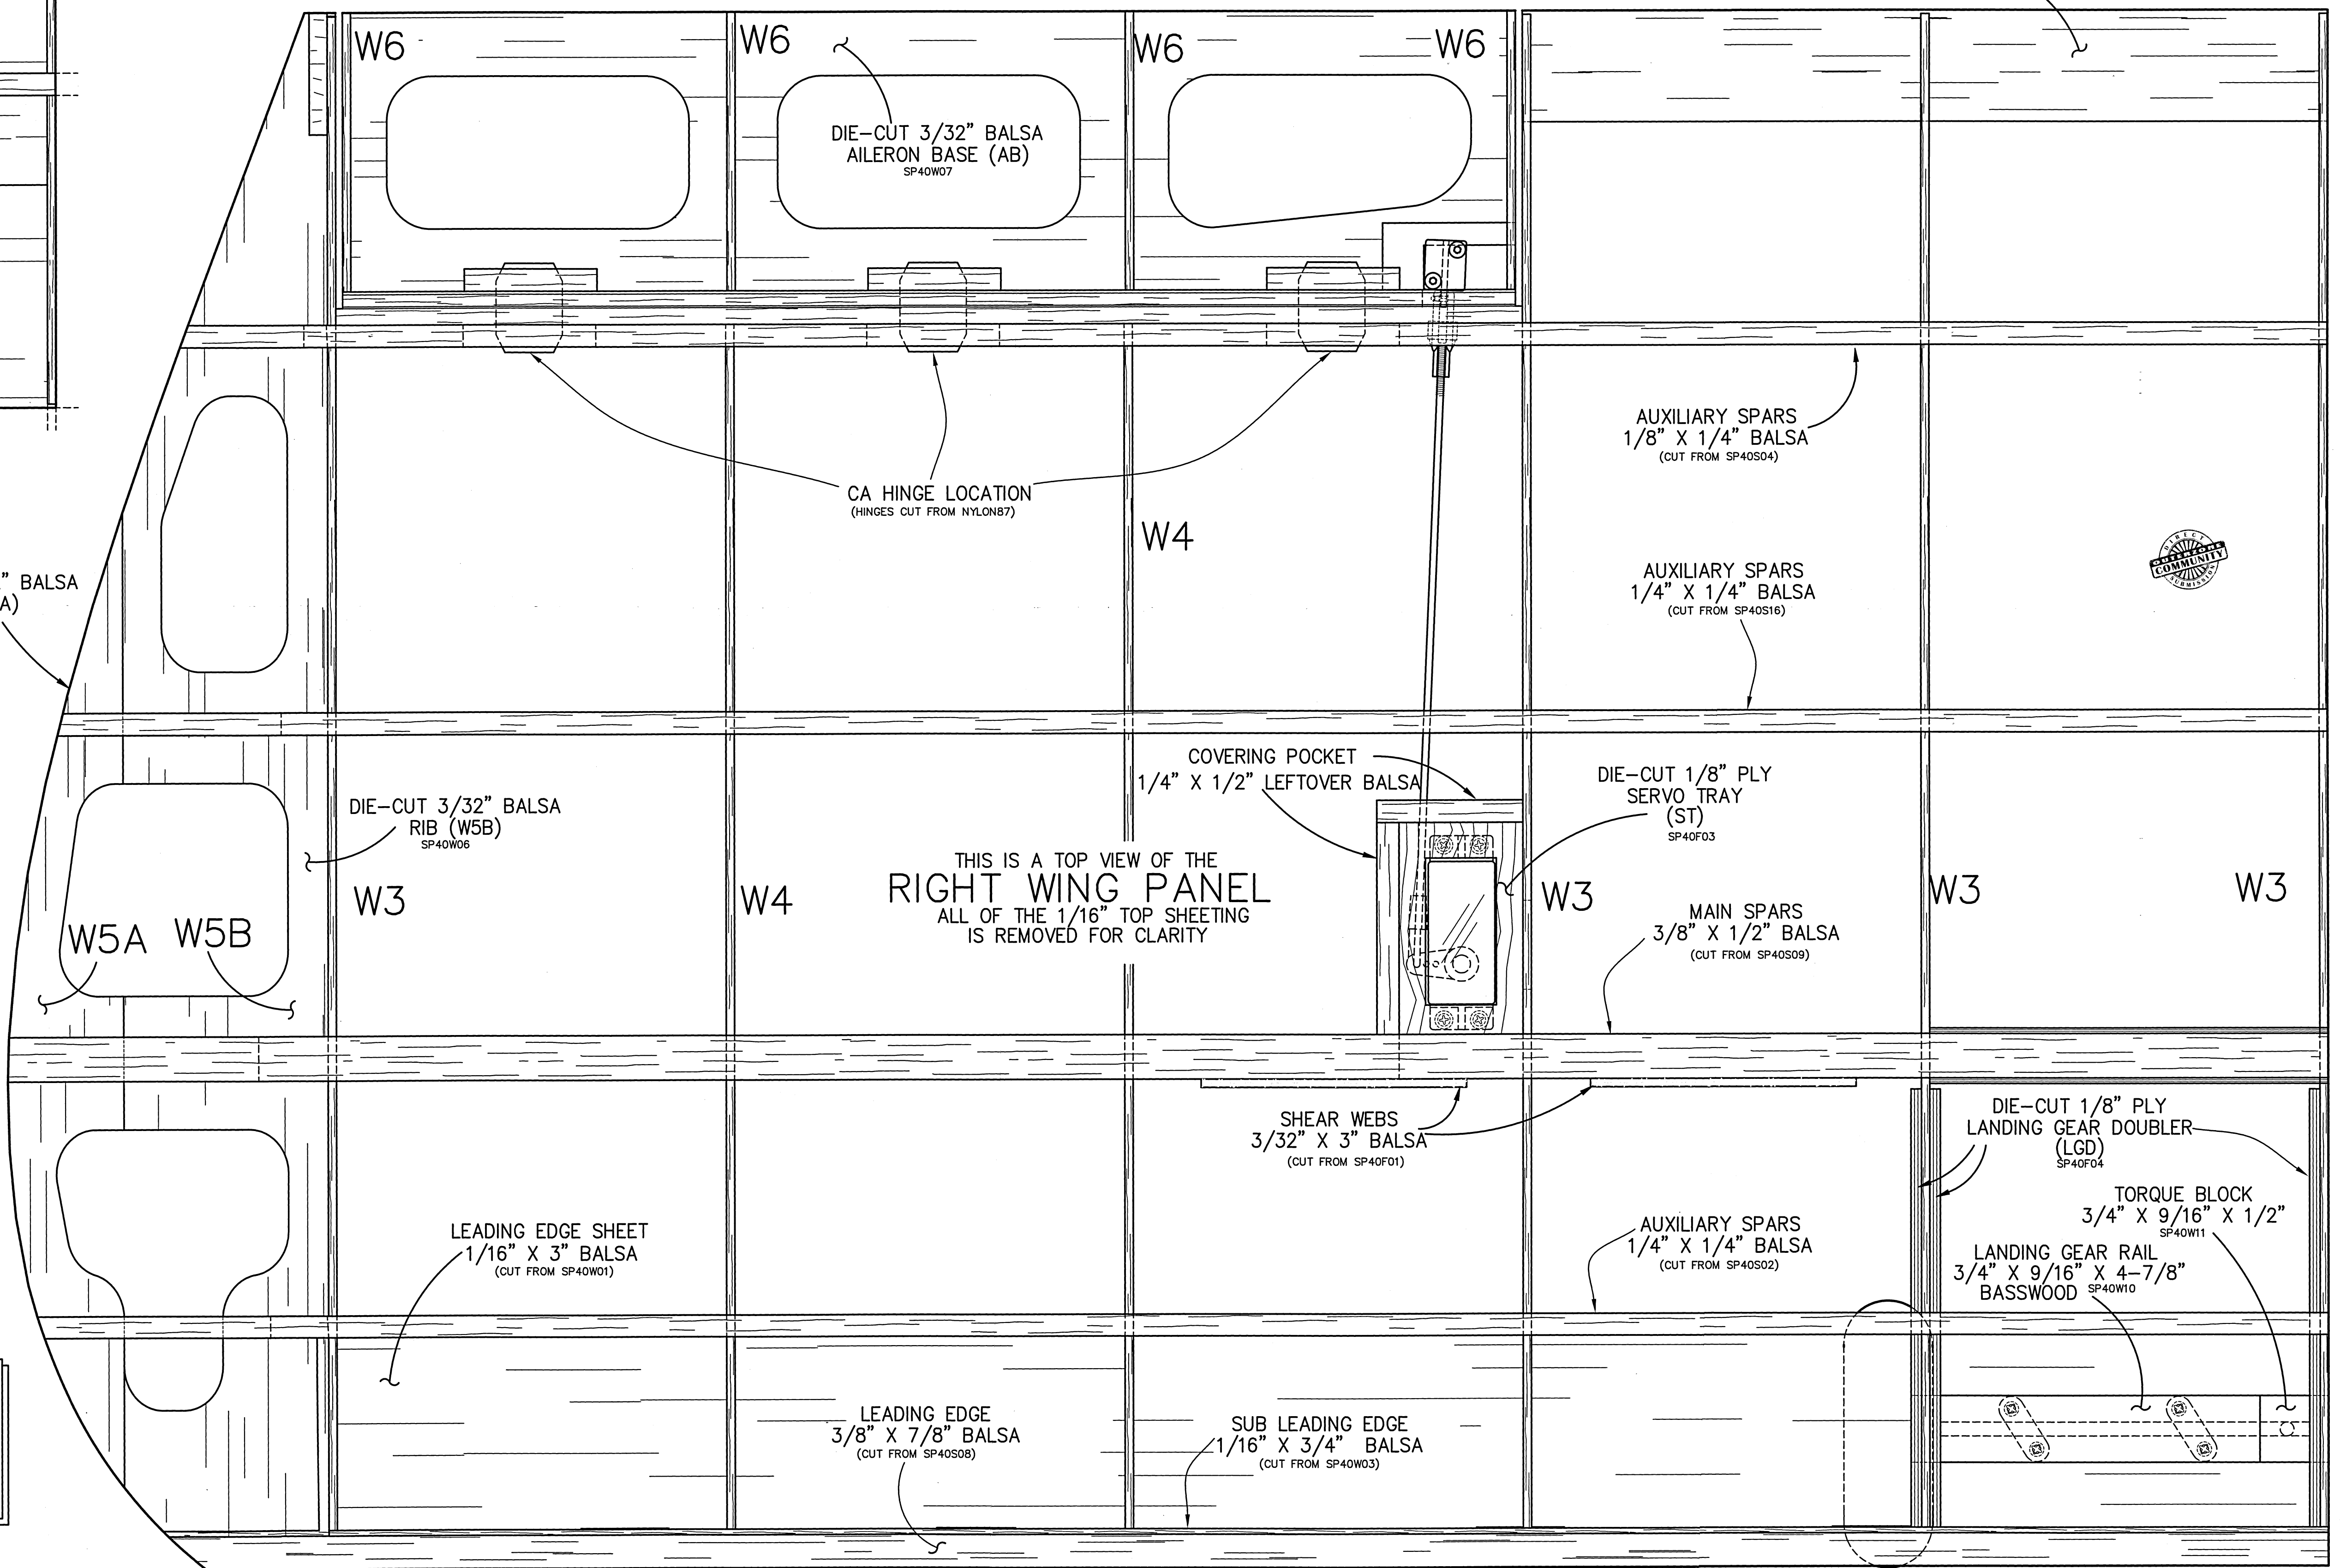 W6
W6
W6
W6
DIE-CUT 3/32” BALSA
AILERON BASE (AB)
SP40W07
AUXILIARY SPARS
1/8” X 1/4” BALSA
(CUT FROM SP40S04)
CA HINGE LOCATION
(HINGES CUT FROM NYLON87)
W4
DIRECT
OUTERZONE
COMMUNITY
SUBMISSION
” BALSA
A)
AUXILIARY SPARS
1/4” X 1/4” BALSA
(CUT FROM SP40S16)
COVERING POCKET
1/4” X 1/2” LEFTOVER BALSA
DIE-CUT 1/8” PLY
SERVO TRAY
(ST)
SP40F03
DIE-CUT 3/32” BALSA
RIB (W5B)
SP40W06
THIS IS A TOP VIEW OF THE
RIGHT WING PANEL
ALL OF THE 1/16” TOP SHEETING
IS REMOVED FOR CLARITY
W3
W4
W3
W3
W3
W5A
W5B
MAIN SPARS
3/8” X 1/2” BALSA
(CUT FROM SP40S09)
SHEAR WEBS
3/32” X 3” BALSA
(CUT FROM SP40F01)
DIE-CUT 1/8” PLY
LANDING GEAR DOUBLER
(LGD)
SP40F04
TORQUE BLOCK
3/4” X 9/16” X 1/2”
SP40W11
LEADING EDGE SHEET
1/16” X 3” BALSA
(CUT FROM SP40W01)
AUXILIARY SPARS
1/4” X 1/4” BALSA
(CUT FROM SP40S02)
LANDING GEAR RAIL
3/4” X 9/16” X 4-7/8”
BASSWOOD SP40W10
LEADING EDGE
3/8” X 7/8” BALSA
(CUT FROM SP40S08)
SUB LEADING EDGE
1/16” X 3/4” BALSA
(CUT FROM SP40W03)